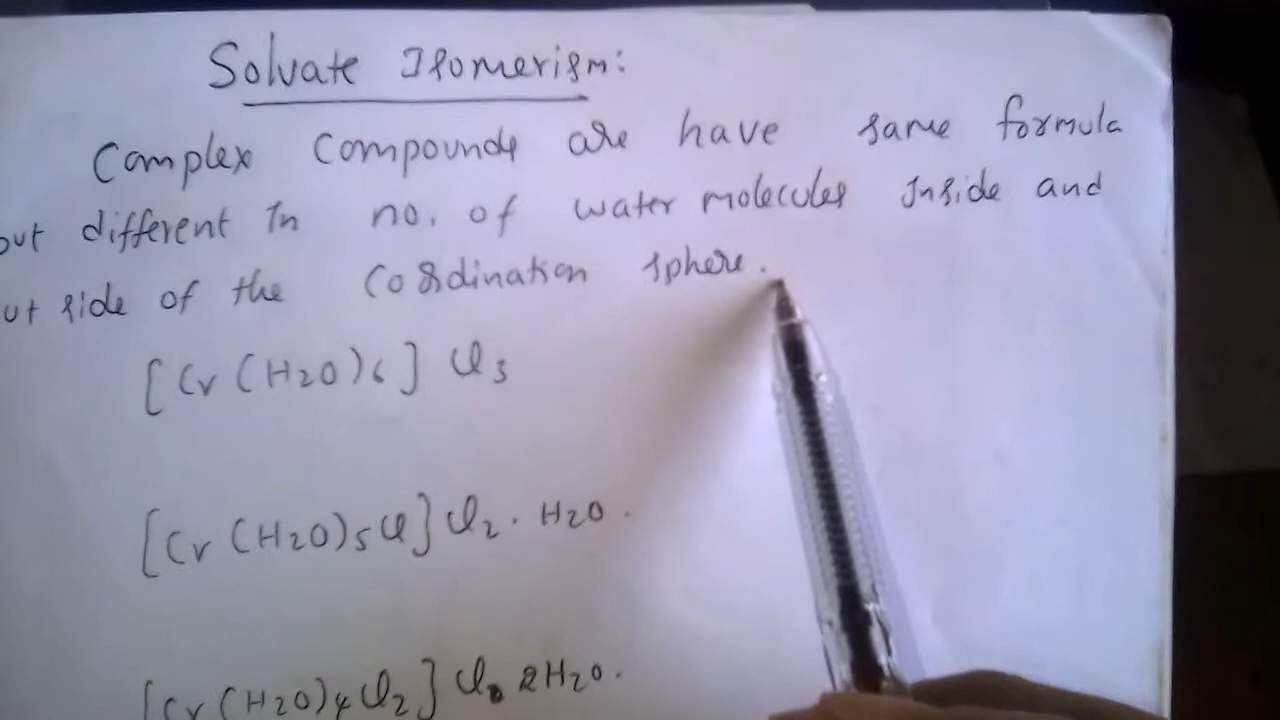 Solvate Isomerism:
Complex compounds are have same formula
out different In no. of water molecules Inside and
ut side of the Coordination sphere.
[Cr(H2O)6] Cl3
[Cr(H2O)5Cl]Cl2. H2O.
[Cr(H2O)4Cl2]Cl. 2H2O.